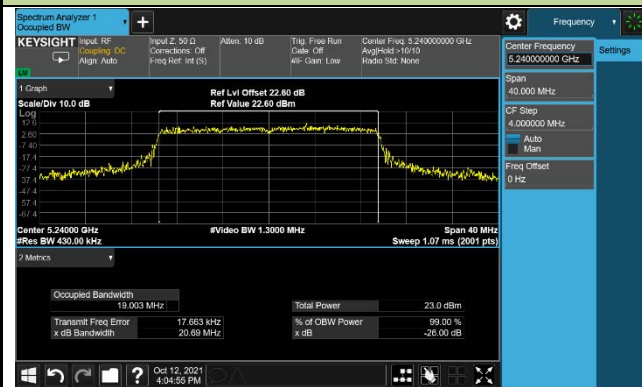 Spectrum Analyzer 1
Occupied BW
Frequency
KEYSIGHT
Input: RF
Coupling: DC
Align: Auto
Input Z: 50 Ω
Corrections: Off
Freq Ref: Int (S)
Atten: 10 dB
Trig: Free Run
Gate: Off
#IF Gain: Low
Center Freq: 5.240000000 GHz
Avg|Hold:>10/10
Radio Std: None
Center Frequency
5.240000000 GHz
Settings
Span
40.000 MHz
CF Step
4.000000 MHz
Auto
Man
Freq Offset
0 Hz
1 Graph
Scale/Div 10.0 dB
Ref Lvl Offset 22.60 dB
Ref Value 22.60 dBm
Log
12.6
2.60
-7.40
-17.4
-27.4
-37.4
-47.4
-57.4
-67.4
Center 5.24000 GHz
#Res BW 430.00 kHz
#Video BW 1.3000 MHz
Span 40 MHz
Sweep 1.07 ms (2001 pts)
2 Metrics
Occupied Bandwidth
19.003 MHz
Total Power
23.0 dBm
Transmit Freq Error
17.663 kHz
% of OBW Power
99.00 %
x dB Bandwidth
20.69 MHz
x dB
-26.00 dB
Oct 12, 2021
4:04:55 PM